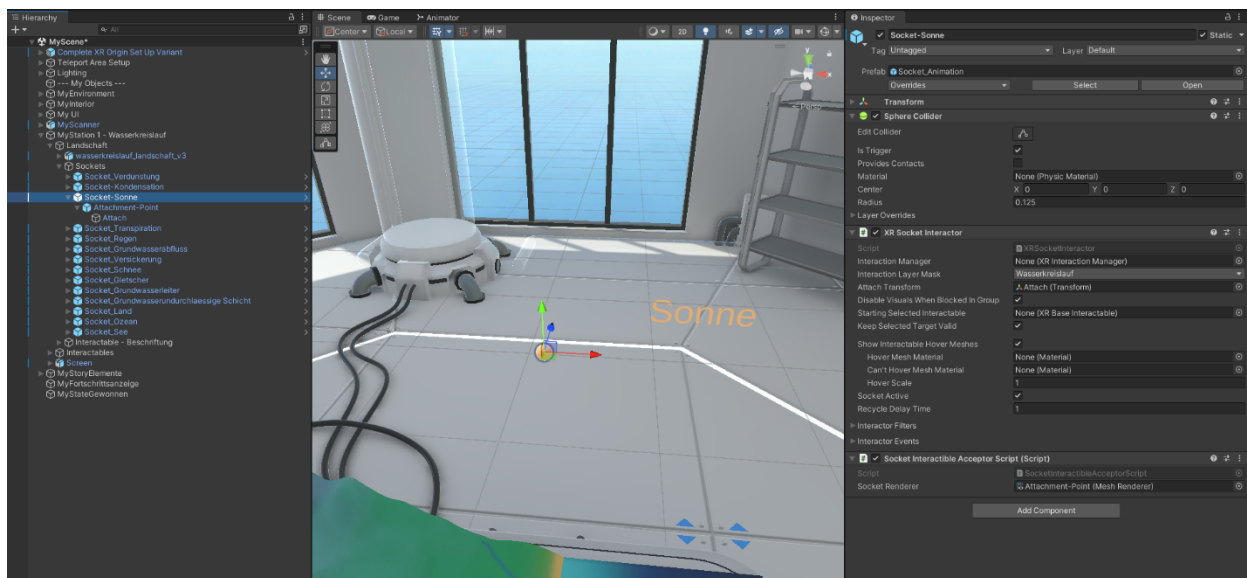 Hierarchy
All
MyScene*
Complete XR Origin Set Up Variant
Teleport Area Setup
Lighting
--- My Objects ---
MyEnvironment
MyInterior
My UI
MyScanner
MyStation 1 - Wasserkreislauf
Landschaft
wasserkreislauf_landschaft_v3
Sockets
Socket_Verdunstung
Socket-Kondensation
Socket-Sonne
Attachment-Point
Attach
Socket_Transpiration
Socket_Regen
Socket_Grundwasserabfluss
Socket_Versickerung
Socket_Schnee
Socket_Gletscher
Socket_Grundwasserleiter
Socket_Grundwasserundurchlaessige Schicht
Socket_Land
Socket_Ozean
Socket_See
Interactable - Beschriftung
Interactables
Screen
MyStoryElemente
MyFortschrittsanzeige
MyStateGewonnen
Scene Game Animator
Center Local 2D
y
x
Persp
Sonne
Inspector
Socket-Sonne Static
Tag Untagged Layer Default
Prefab Socket_Animation
Overrides Select Open
Transform
Sphere Collider
Edit Collider
Is Trigger
Provides Contacts
Material None (Physic Material)
Center X 0 Y 0 Z 0
Radius 0.125
Layer Overrides
XR Socket Interactor
Script XRSocketInteractor
Interaction Manager None (XR Interaction Manager)
Interaction Layer Mask Wasserkreislauf
Attach Transform Attach (Transform)
Disable Visuals When Blocked In Group
Starting Selected Interactable None (XR Base Interactable)
Keep Selected Target Valid
Show Interactable Hover Meshes
Hover Mesh Material None (Material)
Can't Hover Mesh Material None (Material)
Hover Scale 1
Socket Active
Recycle Delay Time 1
Interactor Filters
Interactor Events
Socket Interactible Acceptor Script (Script)
Script SocketInteractibleAcceptorScript
Socket Renderer Attachment-Point (Mesh Renderer)
Add Component